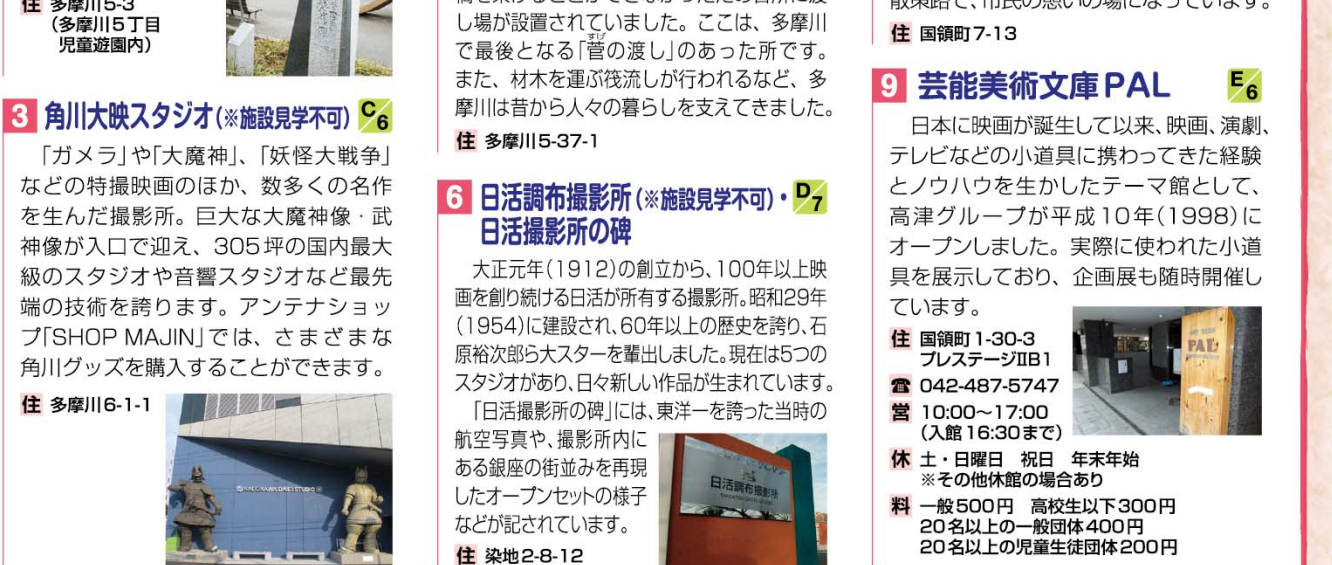 住 多摩川5-3
(多摩川5丁目
児童遊園内)
3 角川大映スタジオ(※施設見学不可) C/6
「ガメラ」や「大魔神」、「妖怪大戦争」
などの特撮映画のほか、数多くの名作
を生んだ撮影所。巨大な大魔神像・武
神像が入口で迎え、305坪の国内最大
級のスタジオや音響スタジオなど最先
端の技術を誇ります。アンテナショッ
プ「SHOP MAJIN」では、さまざまな
角川グッズを購入することができます。
住 多摩川6-1-1
KADOKAWA DAIEI STUDIO
し場が設置されていました。ここは、多摩川
で最後となる「菅の渡し」のあった所です。
すげ
また、材木を運ぶ筏流しが行われるなど、多
摩川は昔から人々の暮らしを支えてきました。
住 多摩川5-37-1
6 日活調布撮影所(※施設見学不可)・ D/7
日活撮影所の碑
大正元年(1912)の創立から、100年以上映
画を創り続ける日活が所有する撮影所。昭和29年
(1954)に建設され、60年以上の歴史を誇り、石
原裕次郎ら大スターを輩出しました。現在は5つの
スタジオがあり、日々新しい作品が生まれています。
「日活撮影所の碑」には、東洋一を誇った当時の
航空写真や、撮影所内に
ある銀座の街並みを再現
したオープンセットの様子
などが記されています。
住 染地2-8-12
日活調布撮影所
散策路で、市民の憩いの場になっています。
住 国領町7-13
9 芸能美術文庫PAL E/6
日本に映画が誕生して以来、映画、演劇、
テレビなどの小道具に携わってきた経験
とノウハウを生かしたテーマ館として、
高津グループが平成10年(1998)に
オープンしました。実際に使われた小道
具を展示しており、企画展も随時開催し
ています。
住 国領町1-30-3
プレステージⅡB1
☎ 042-487-5747
営 10:00～17:00
(入館16:30まで)
休 土・日曜日 祝日 年末年始
※その他休館の場合あり
料 一般500円 高校生以下300円
20名以上の一般団体400円
20名以上の児童生徒団体200円
PAL